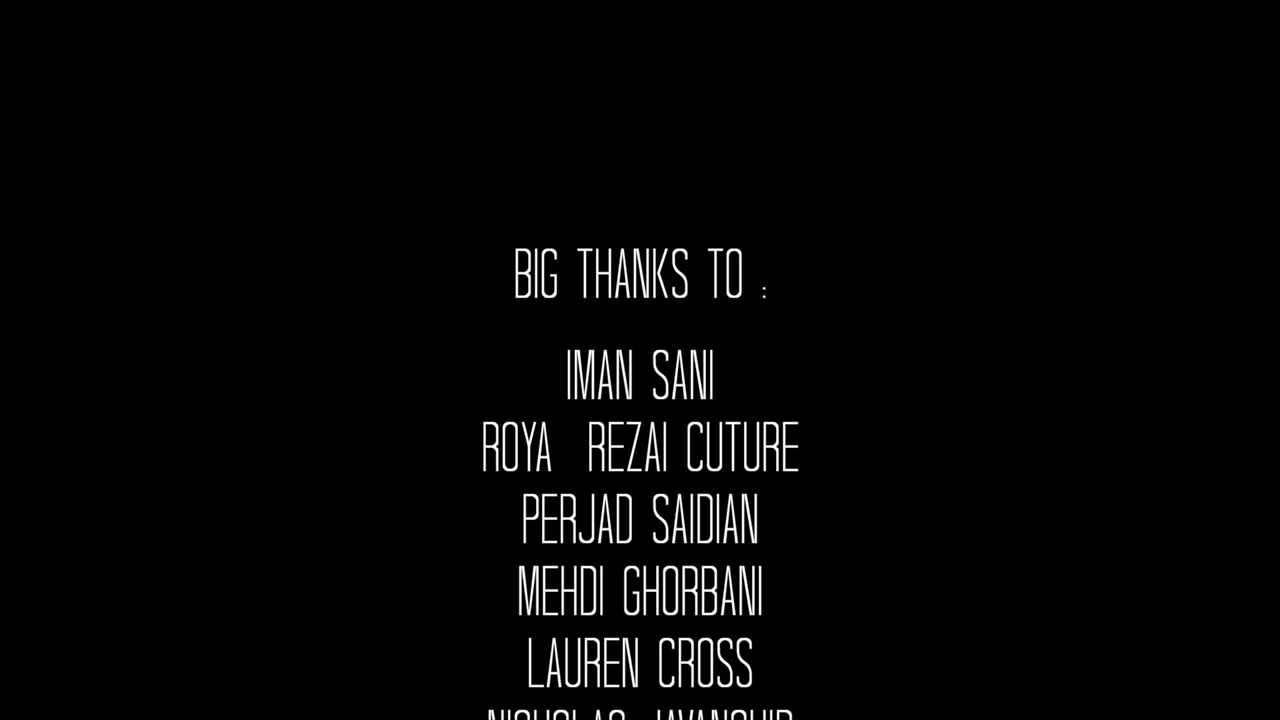 BIG THANKS TO :
IMAN SANI
ROYA REZAI CUTURE
PERJAD SAIDIAN
MEHDI GHORBANI
LAUREN CROSS